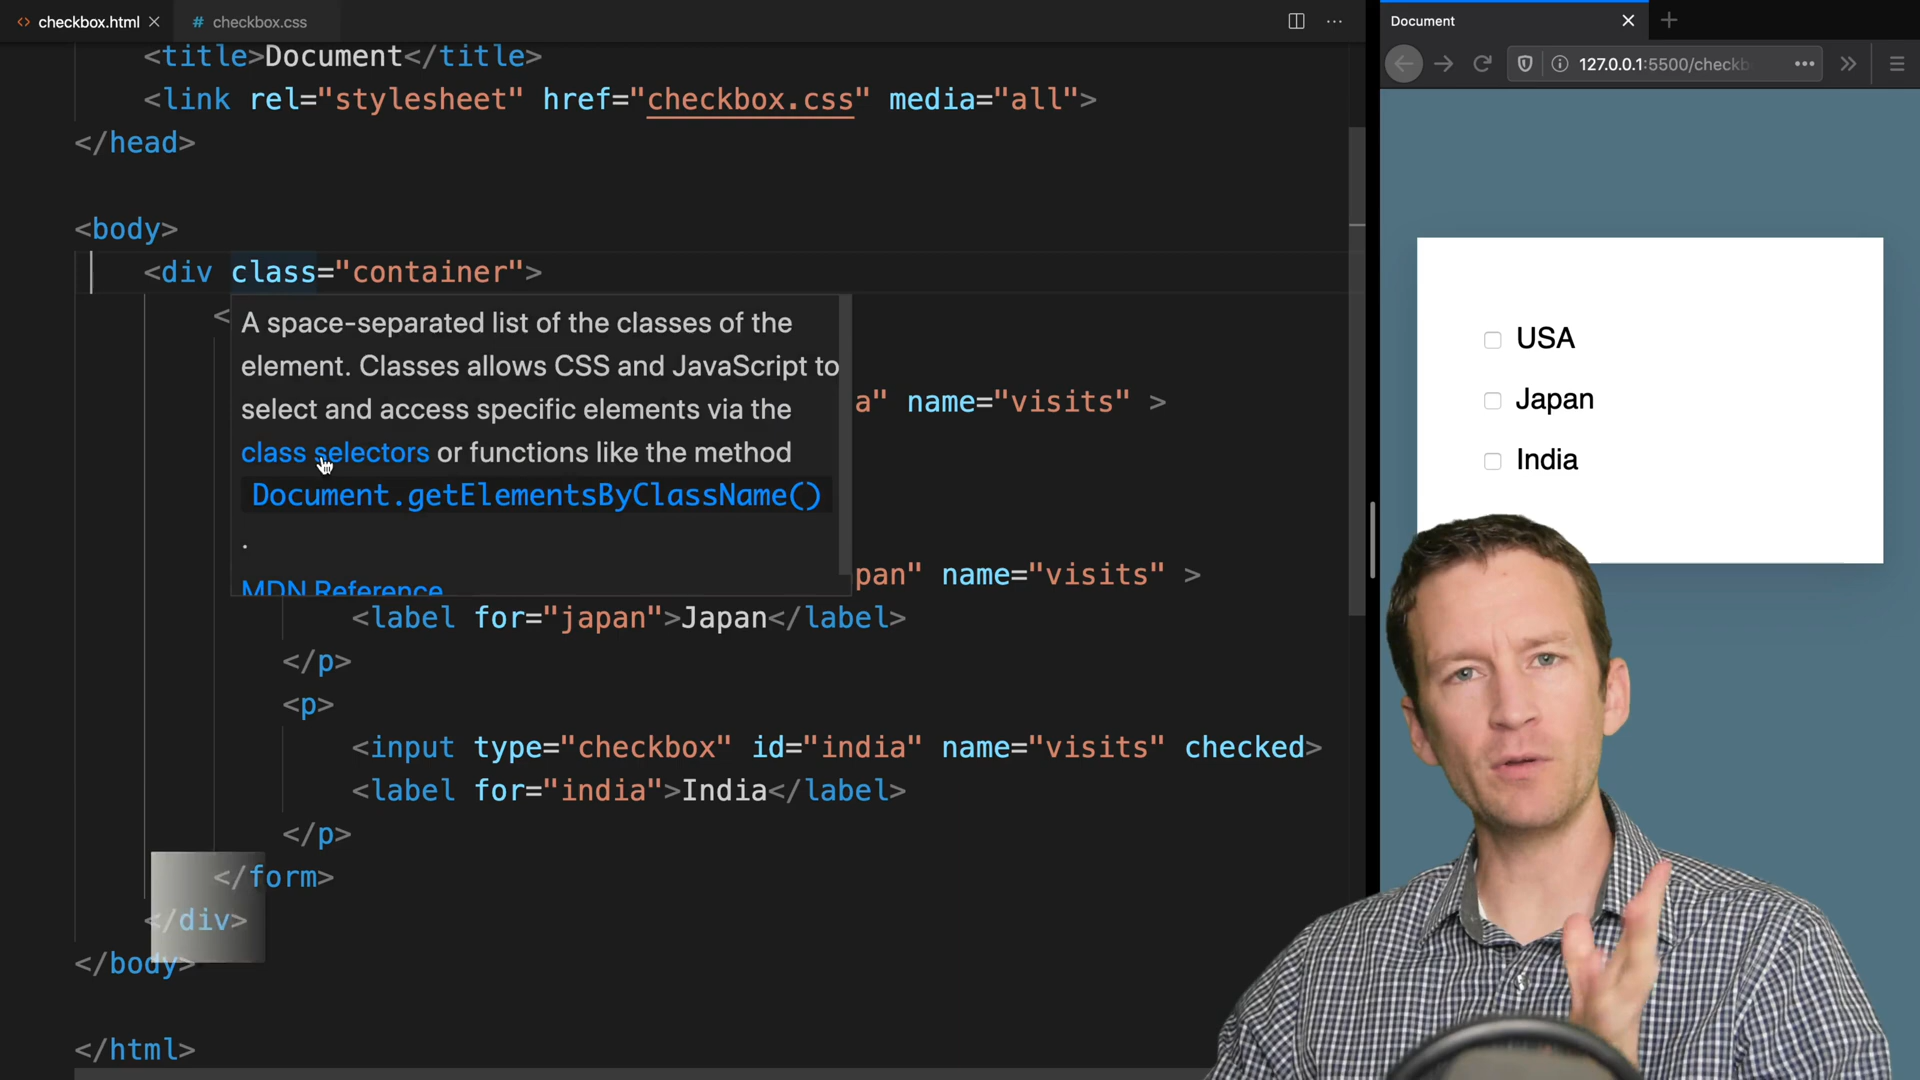 <> checkbox.html
# checkbox.css
<title>Document</title>
<link rel="stylesheet" href="checkbox.css" media="all">
</head>
<body>
<div class="container">
<
A space-separated list of the classes of the
element. Classes allows CSS and JavaScript to
select and access specific elements via the
class selectors or functions like the method
Document.getElementsByClassName()
.
MDN Reference
a" name="visits" >
pan" name="visits" >
<label for="japan">Japan</label>
</p>
<p>
<input type="checkbox" id="india" name="visits" checked>
<label for="india">India</label>
</p>
</form>
</div>
</body>
</html>
Document
127.0.0.1:5500/checkb
USA
Japan
India